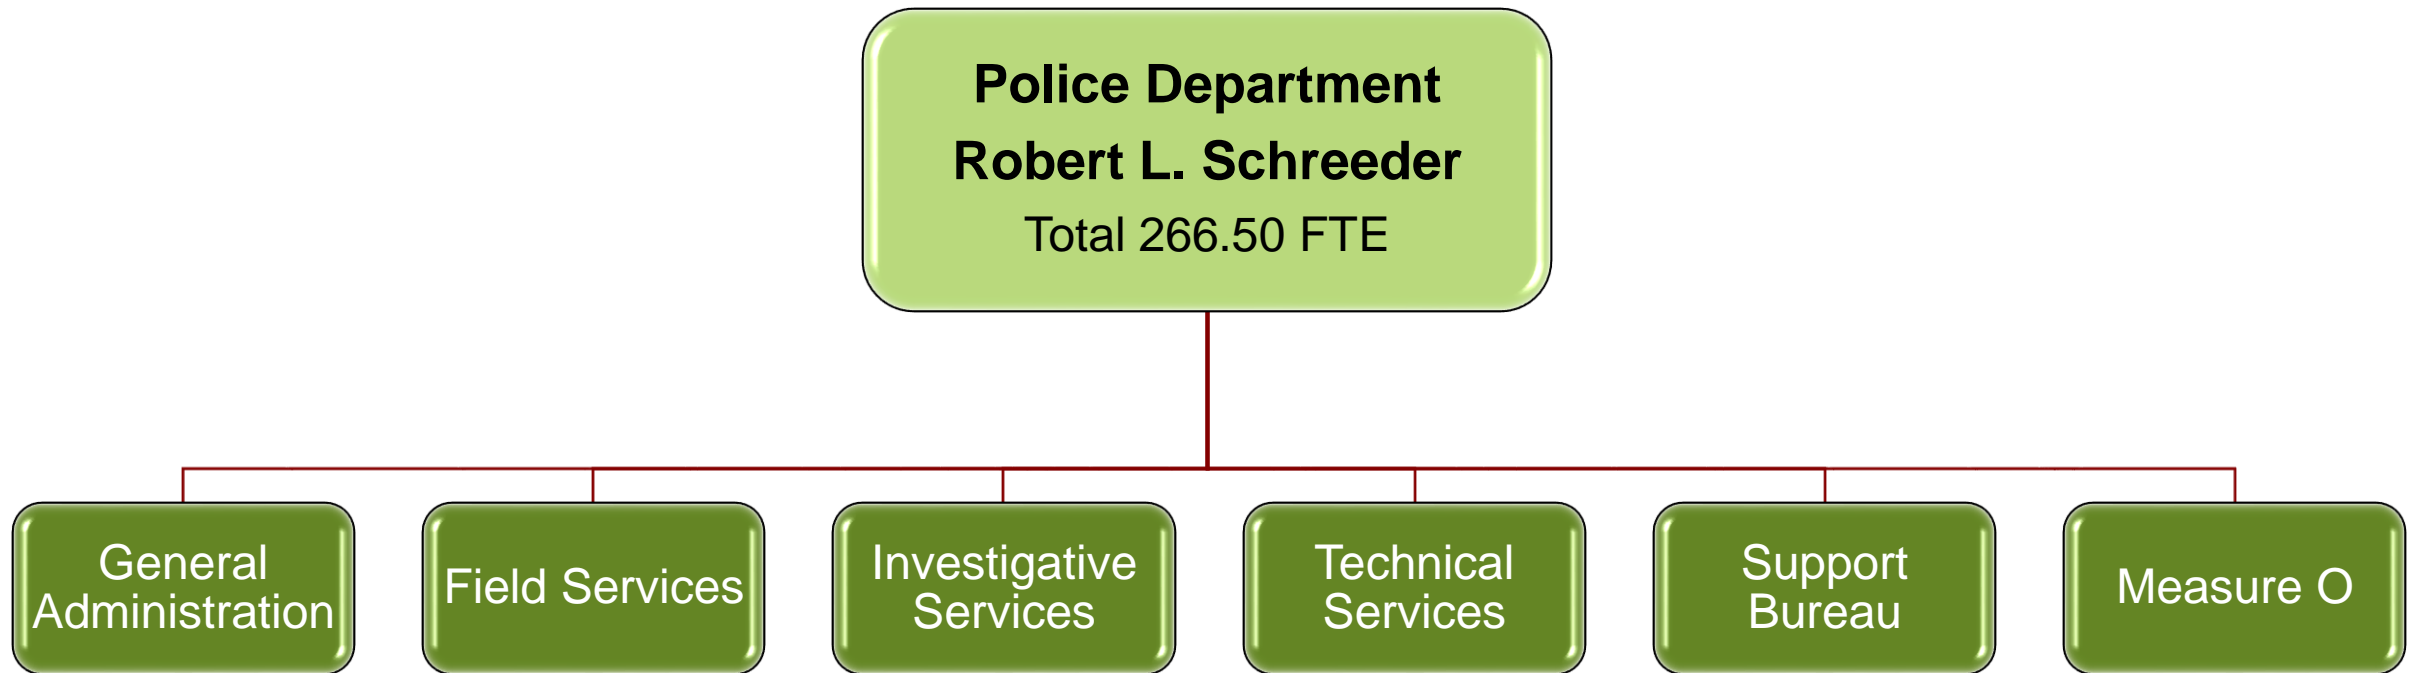 Police Department
Robert L. Schreeder
Total 266.50 FTE
General
Administration
Field Services
Investigative
Services
Technical
Services
Support
Bureau
Measure O